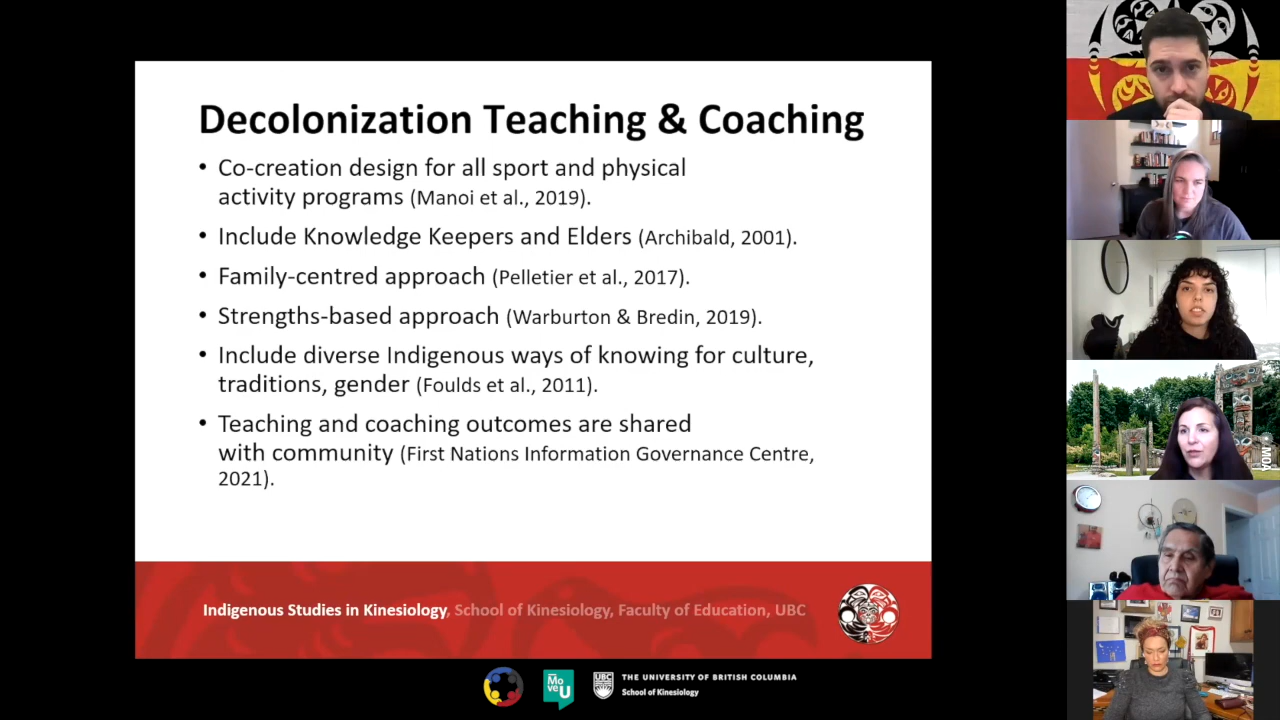 Decolonization Teaching & Coaching
• Co-creation design for all sport and physical
activity programs (Manoi et al., 2019).
• Include Knowledge Keepers and Elders (Archibald, 2001).
• Family-centred approach (Pelletier et al., 2017).
• Strengths-based approach (Warburton & Bredin, 2019).
• Include diverse Indigenous ways of knowing for culture,
traditions, gender (Foulds et al., 2011).
• Teaching and coaching outcomes are shared
with community (First Nations Information Governance Centre,
2021).
Indigenous Studies in Kinesiology, School of Kinesiology, Faculty of Education, UBC
Mo
ve U
UBC
THE UNIVERSITY OF BRITISH COLUMBIA
School of Kinesiology
MOA